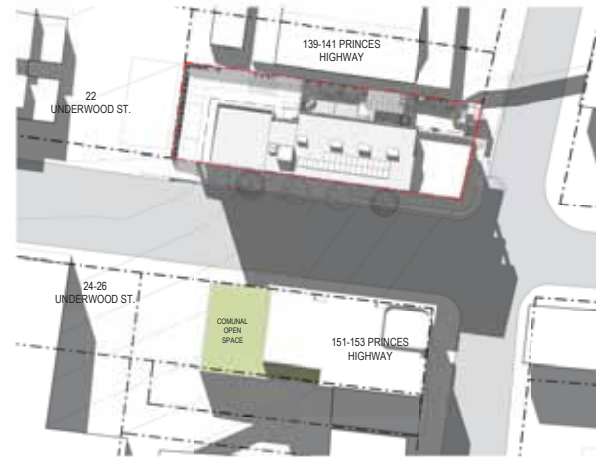 139-141 PRINCES
HIGHWAY
22
UNDERWOOD ST.
24-26
UNDERWOOD ST.
COMUNAL
OPEN
SPACE
151-153 PRINCES
HIGHWAY